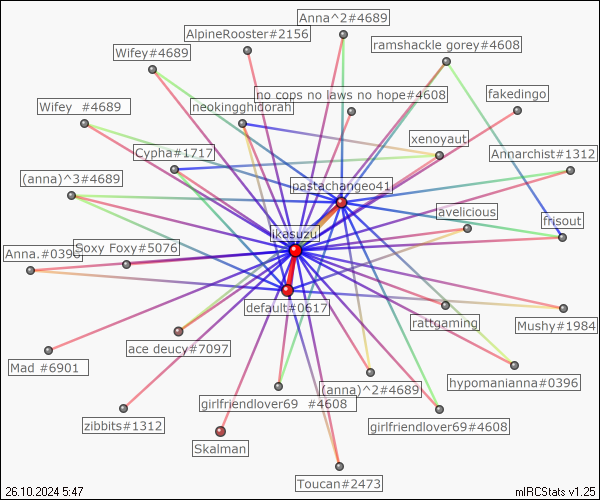 Anna^2#4689
AlpineRooster#2156
ramshackle gorey#4608
Wifey#4689
no cops no laws no hope#4608
fakedingo
Wifey  #4689
neokingghidorah
xenoyaut
Cypha#1717
Annarchist#1312
(anna)^3#4689
pastachangeo41
avelicious
frisout
likasuzu
Anna.#0396
Soxy Foxy#5076
default#0617
rattgaming
Mushy#1984
ace deucy#7097
Mad #6901
(anna)^2#4689
hypomanianna#0396
girlfriendlover69  #4608
zibbits#1312
girlfriendlover69#4608
Skalman
Toucan#2473
26.10.2024 5:47
mIRCStats v1.25